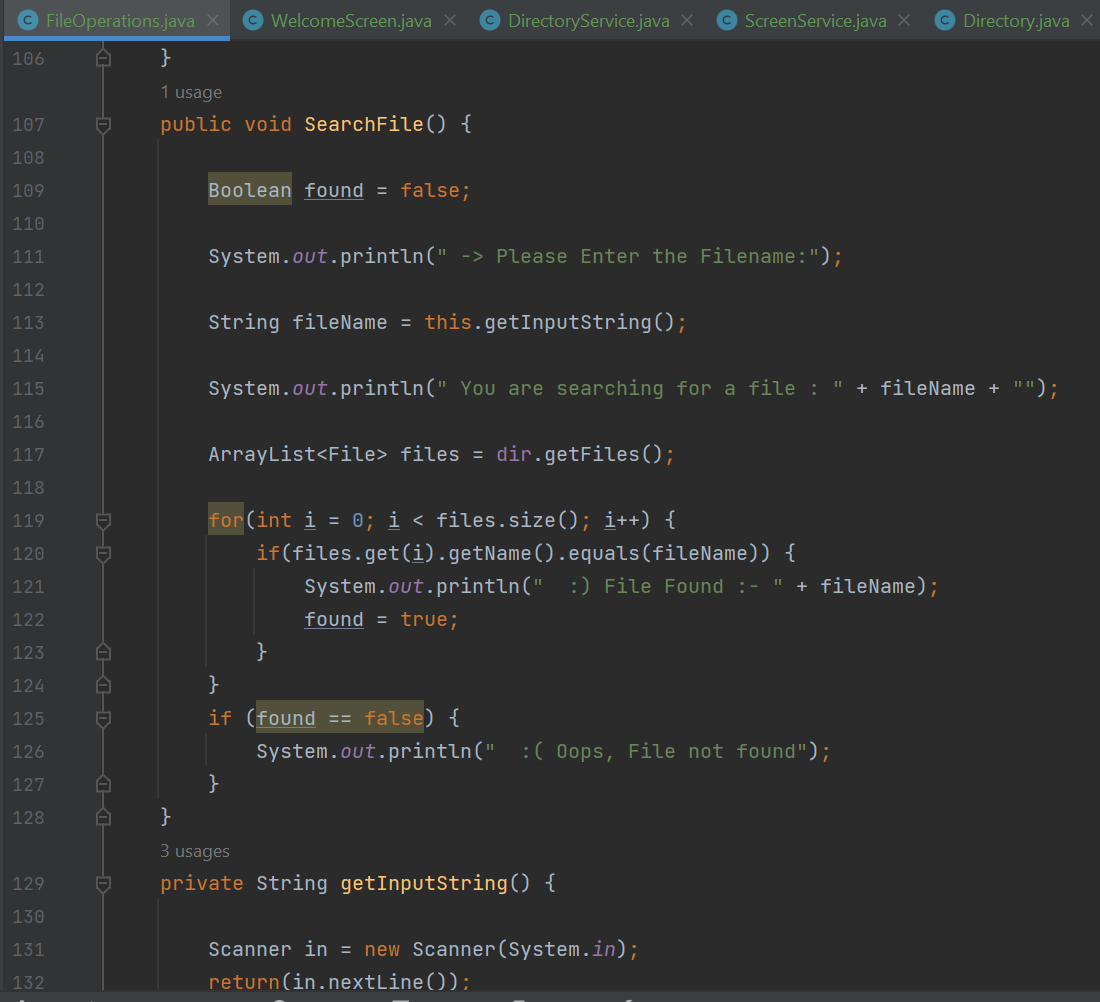 FileOperations.java × WelcomeScreen.java × DirectoryService.java × ScreenService.java × Directory.java ×
106 }
1 usage
107 public void SearchFile() {
108
109 Boolean found = false;
110
111 System.out.println(" -> Please Enter the Filename:");
112
113 String fileName = this.getInputString();
114
115 System.out.println(" You are searching for a file : " + fileName + "");
116
117 ArrayList<File> files = dir.getFiles();
118
119 for(int i = 0; i < files.size(); i++) {
120 if(files.get(i).getName().equals(fileName)) {
121 System.out.println("  :) File Found :- " + fileName);
122 found = true;
123 }
124 }
125 if (found == false) {
126 System.out.println("  :( Oops, File not found");
127 }
128 }
3 usages
129 private String getInputString() {
130
131 Scanner in = new Scanner(System.in);
132 return(in.nextLine());